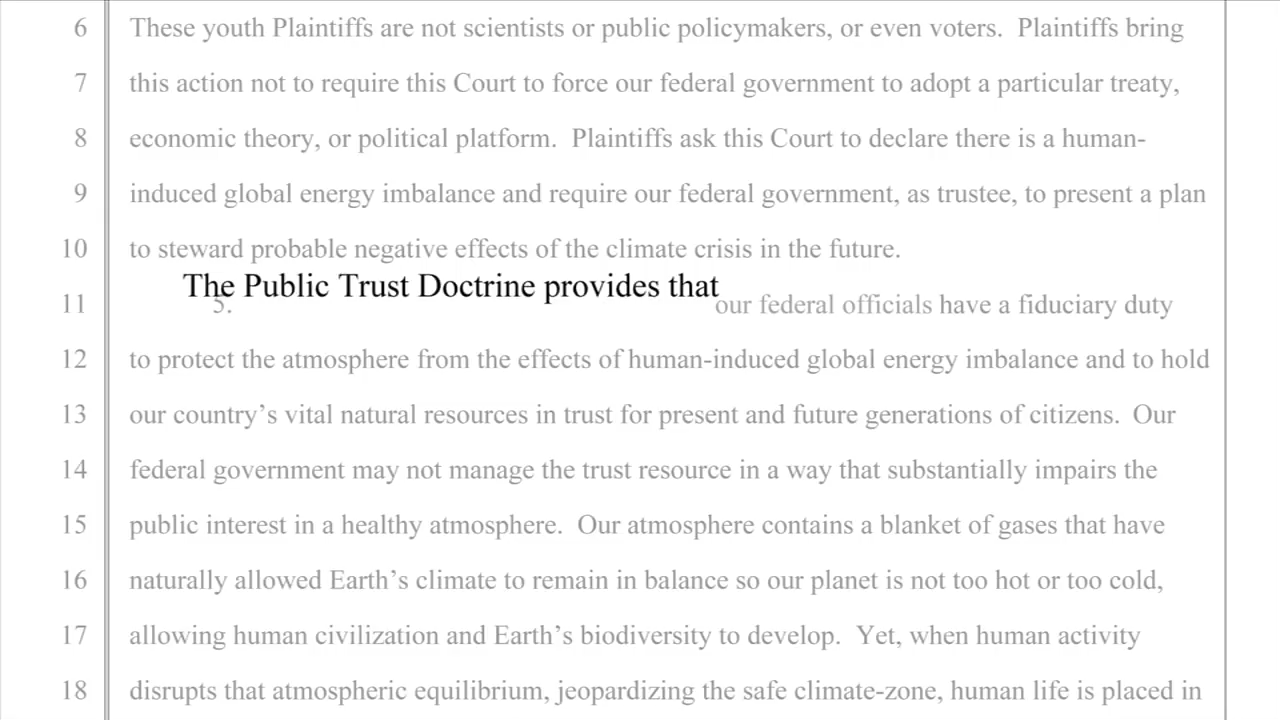 6 These youth Plaintiffs are not scientists or public policymakers, or even voters. Plaintiffs bring
7 this action not to require this Court to force our federal government to adopt a particular treaty,
8 economic theory, or political platform. Plaintiffs ask this Court to declare there is a human-
9 induced global energy imbalance and require our federal government, as trustee, to present a plan
10 to steward probable negative effects of the climate crisis in the future.
The Public Trust Doctrine provides that
11 5. our federal officials have a fiduciary duty
12 to protect the atmosphere from the effects of human-induced global energy imbalance and to hold
13 our country’s vital natural resources in trust for present and future generations of citizens. Our
14 federal government may not manage the trust resource in a way that substantially impairs the
15 public interest in a healthy atmosphere. Our atmosphere contains a blanket of gases that have
16 naturally allowed Earth’s climate to remain in balance so our planet is not too hot or too cold,
17 allowing human civilization and Earth’s biodiversity to develop. Yet, when human activity
18 disrupts that atmospheric equilibrium, jeopardizing the safe climate-zone, human life is placed in